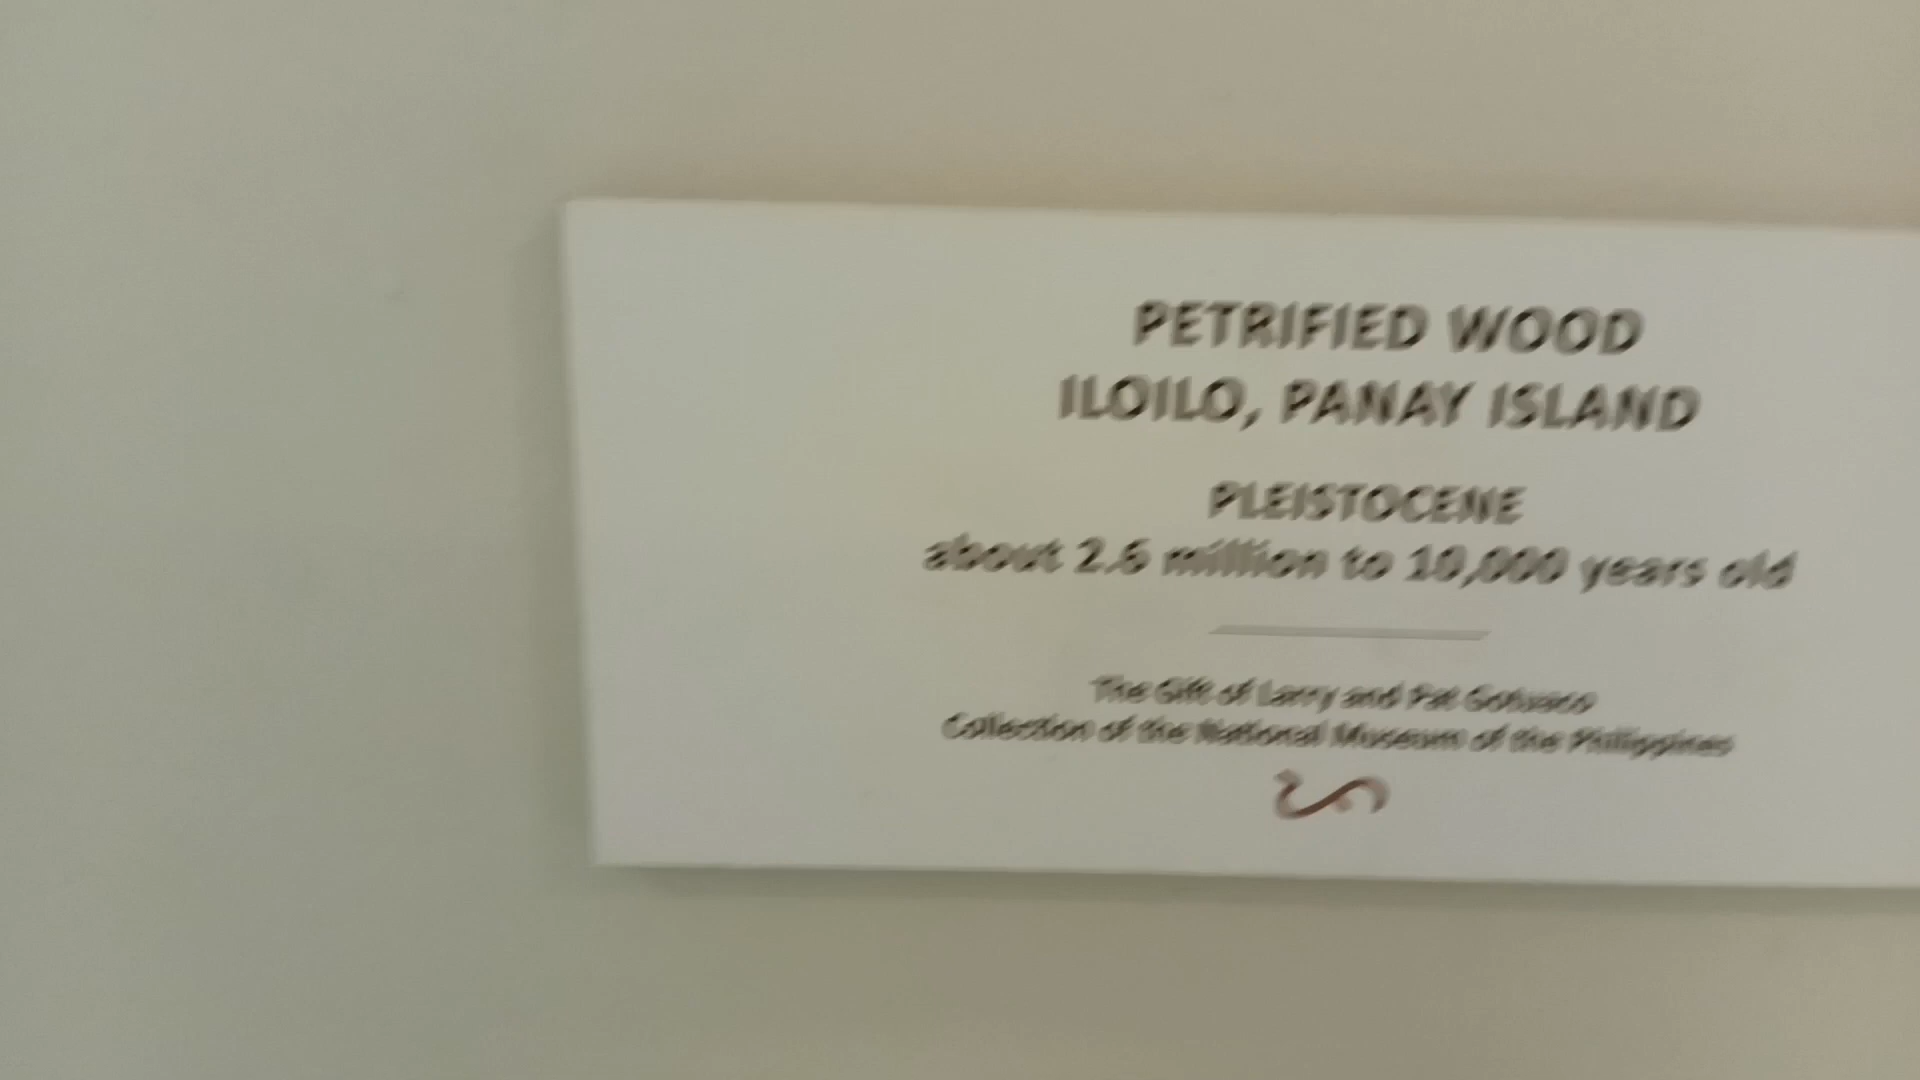 PETRIFIED WOOD
ILOILO, PANAY ISLAND
PLEISTOCENE
about 2.6 million to 10,000 years old
The Gift of Larry and Pat Gotuaco
Collection of the National Museum of the Philippines